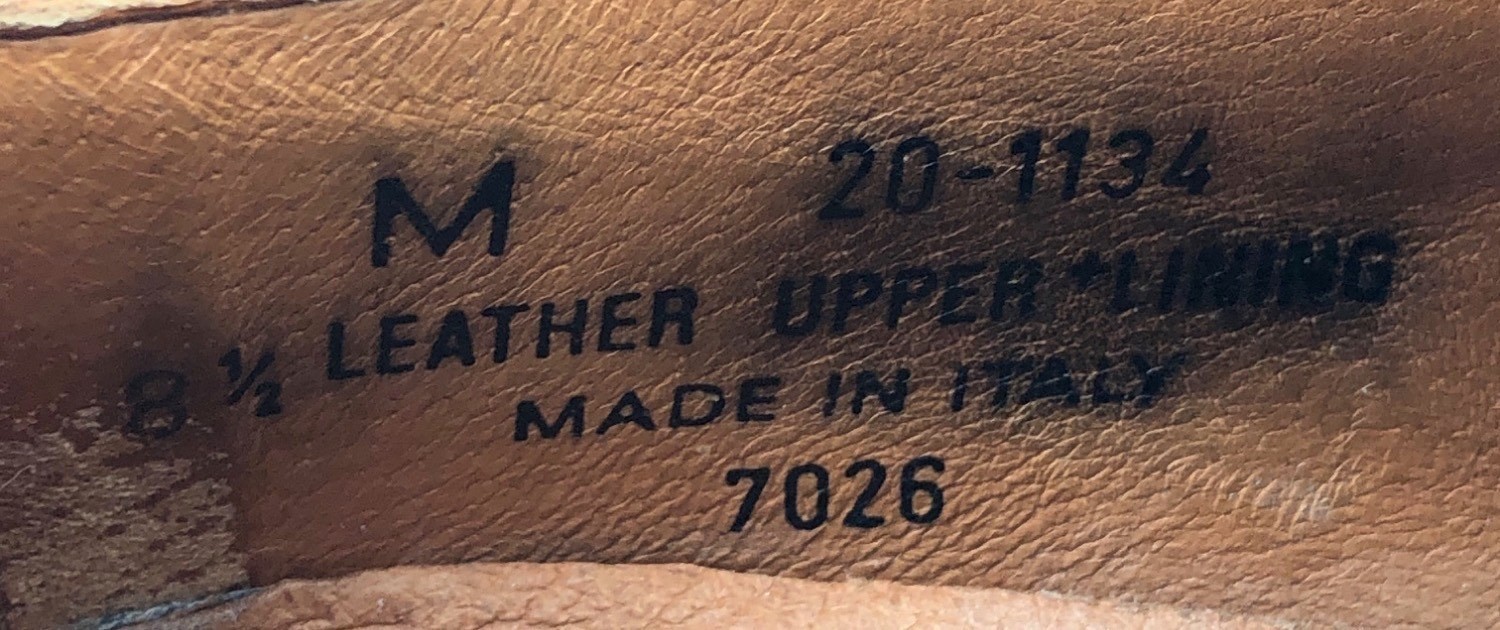 M 20-1134
8 ½ LEATHER UPPER + LINING
MADE IN ITALY
7026